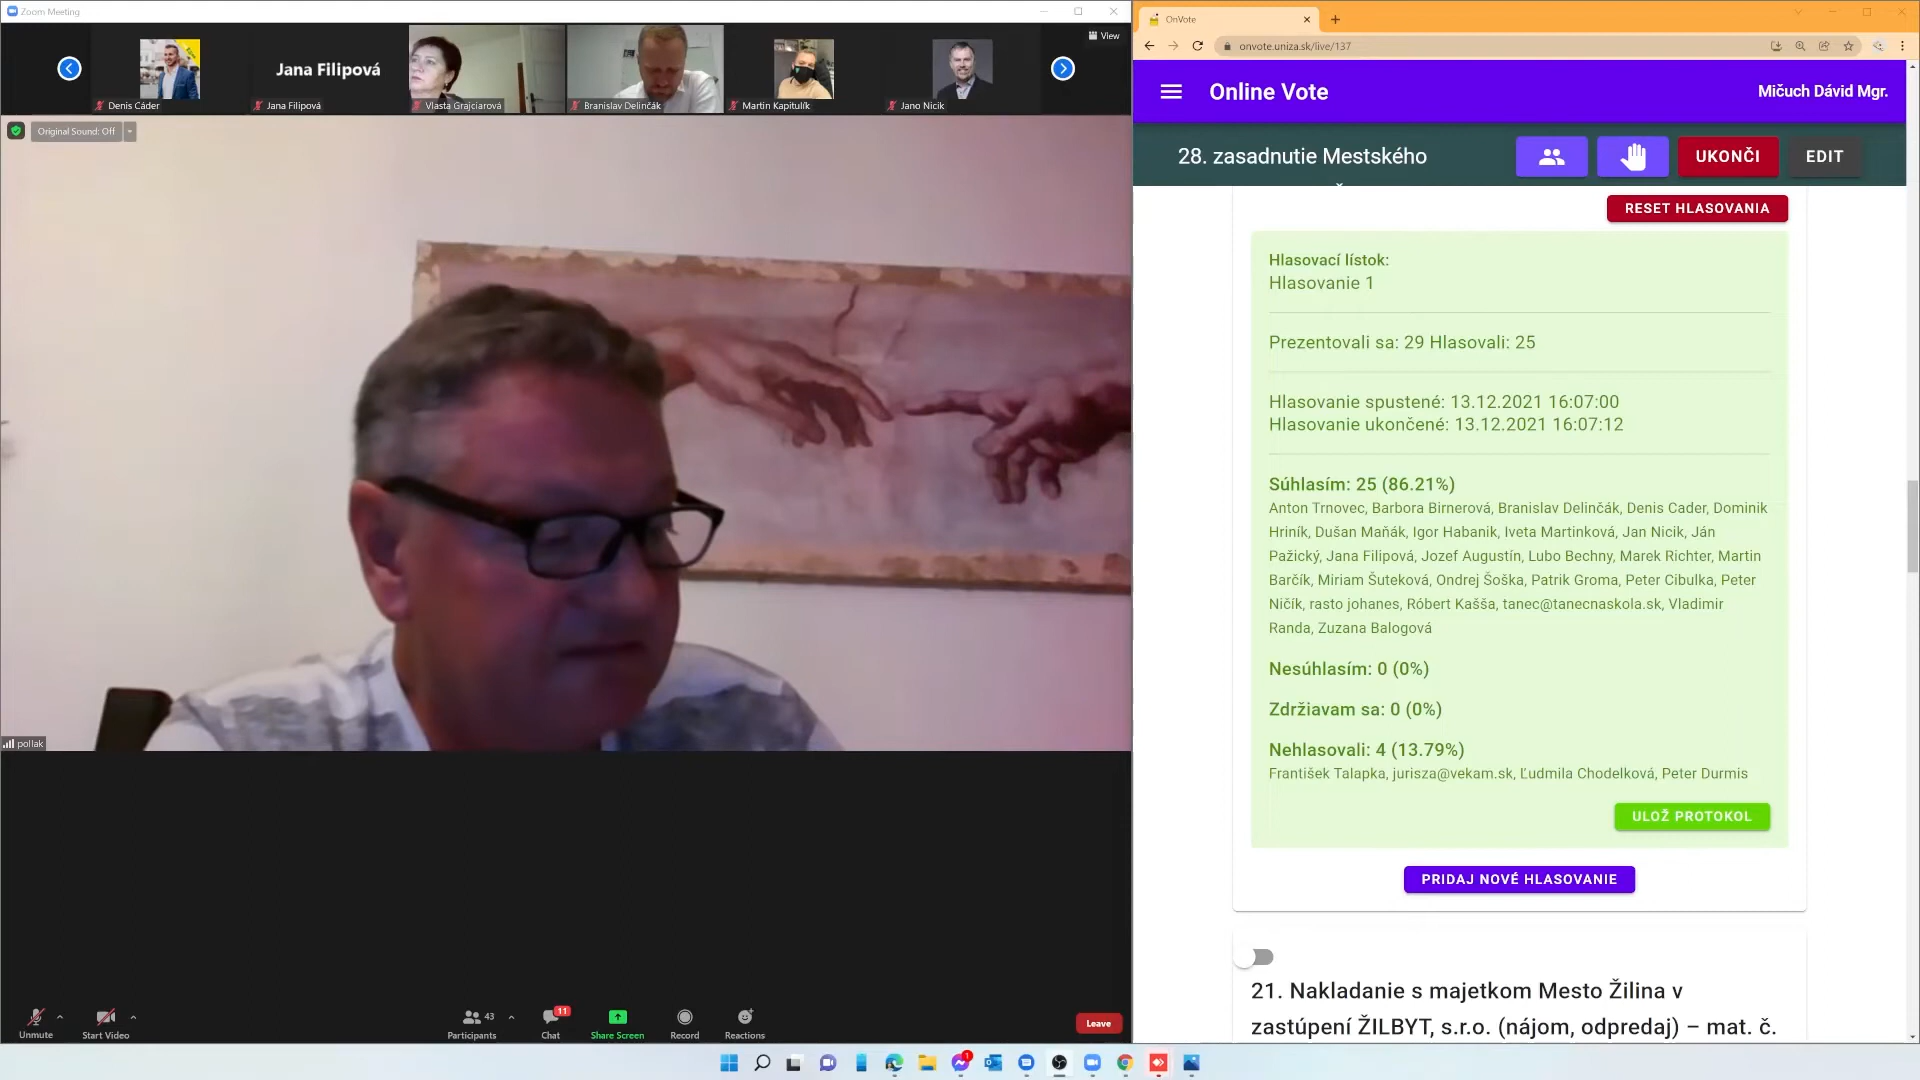 Zoom Meeting
View
Jana Filipová
Denis Cáder
Jana Filipová
Vlasta Grajciarová
Branislav Delinčák
Martin Kapitulík
Jano Nicik
Original Sound: Off
pollak
Unmute
Start Video
43
Participants
11
Chat
Share Screen
Record
Reactions
Leave
OnVote
onvote.uniza.sk/live/137
Online Vote
Mičuch Dávid Mgr.
28. zasadnutie Mestského
UKONČI
EDIT
RESET HLASOVANIA
Hlasovací lístok:
Hlasovanie 1
Prezentovali sa: 29 Hlasovali: 25
Hlasovanie spustené: 13.12.2021 16:07:00
Hlasovanie ukončené: 13.12.2021 16:07:12
Súhlasím: 25 (86.21%)
Anton Trnovec, Barbora Birnerová, Branislav Delinčák, Denis Cader, Dominik
Hriník, Dušan Maňák, Igor Habanik, Iveta Martinková, Jan Nicik, Ján
Pažický, Jana Filipová, Jozef Augustín, Lubo Bechny, Marek Richter, Martin
Barčík, Miriam Šuteková, Ondrej Šoška, Patrik Groma, Peter Cibulka, Peter
Ničík, rasto johanes, Róbert Kašša, tanec@tanecnaskola.sk, Vladimir
Randa, Zuzana Balogová
Nesúhlasím: 0 (0%)
Zdržiavam sa: 0 (0%)
Nehlasovali: 4 (13.79%)
František Talapka, jurisza@vekam.sk, Ľudmila Chodelková, Peter Durmis
ULOŽ PROTOKOL
PRIDAJ NOVÉ HLASOVANIE
21. Nakladanie s majetkom Mesto Žilina v
zastúpení ŽILBYT, s.r.o. (nájom, odpredaj) – mat. č.
1